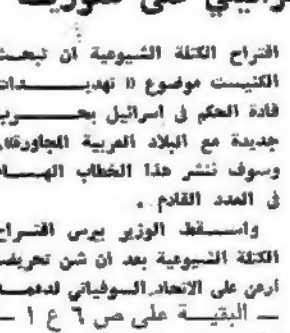 اقتراح الكتلة الشيوعية ان تبحث
الكنيست موضوع «تهديدات
قادة الحكم في اسرائيل بحرب
جديدة مع البلاد العربية المجاورة».
وسوف ننشر هذا الخطاب الهام
في العدد القادم .
واسقط الوزير بيرس اقتراح
الكتلة الشيوعية بعد ان شن تحريضا
ارعن على الاتحاد السوفياتي لدعمه
— البقية على ص ٦ ع ١ —